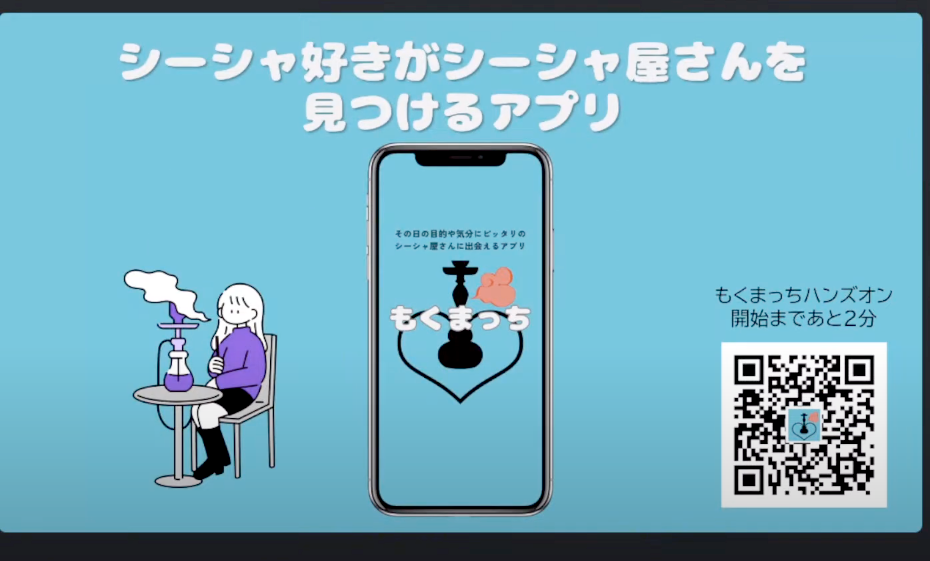 シーシャ好きがシーシャ屋さんを
見つけるアプリ
その日の目的や気分にピッタリの
シーシャ屋さんに出会えるアプリ
もくまっち
もくまっちハンズオン
開始まであと2分